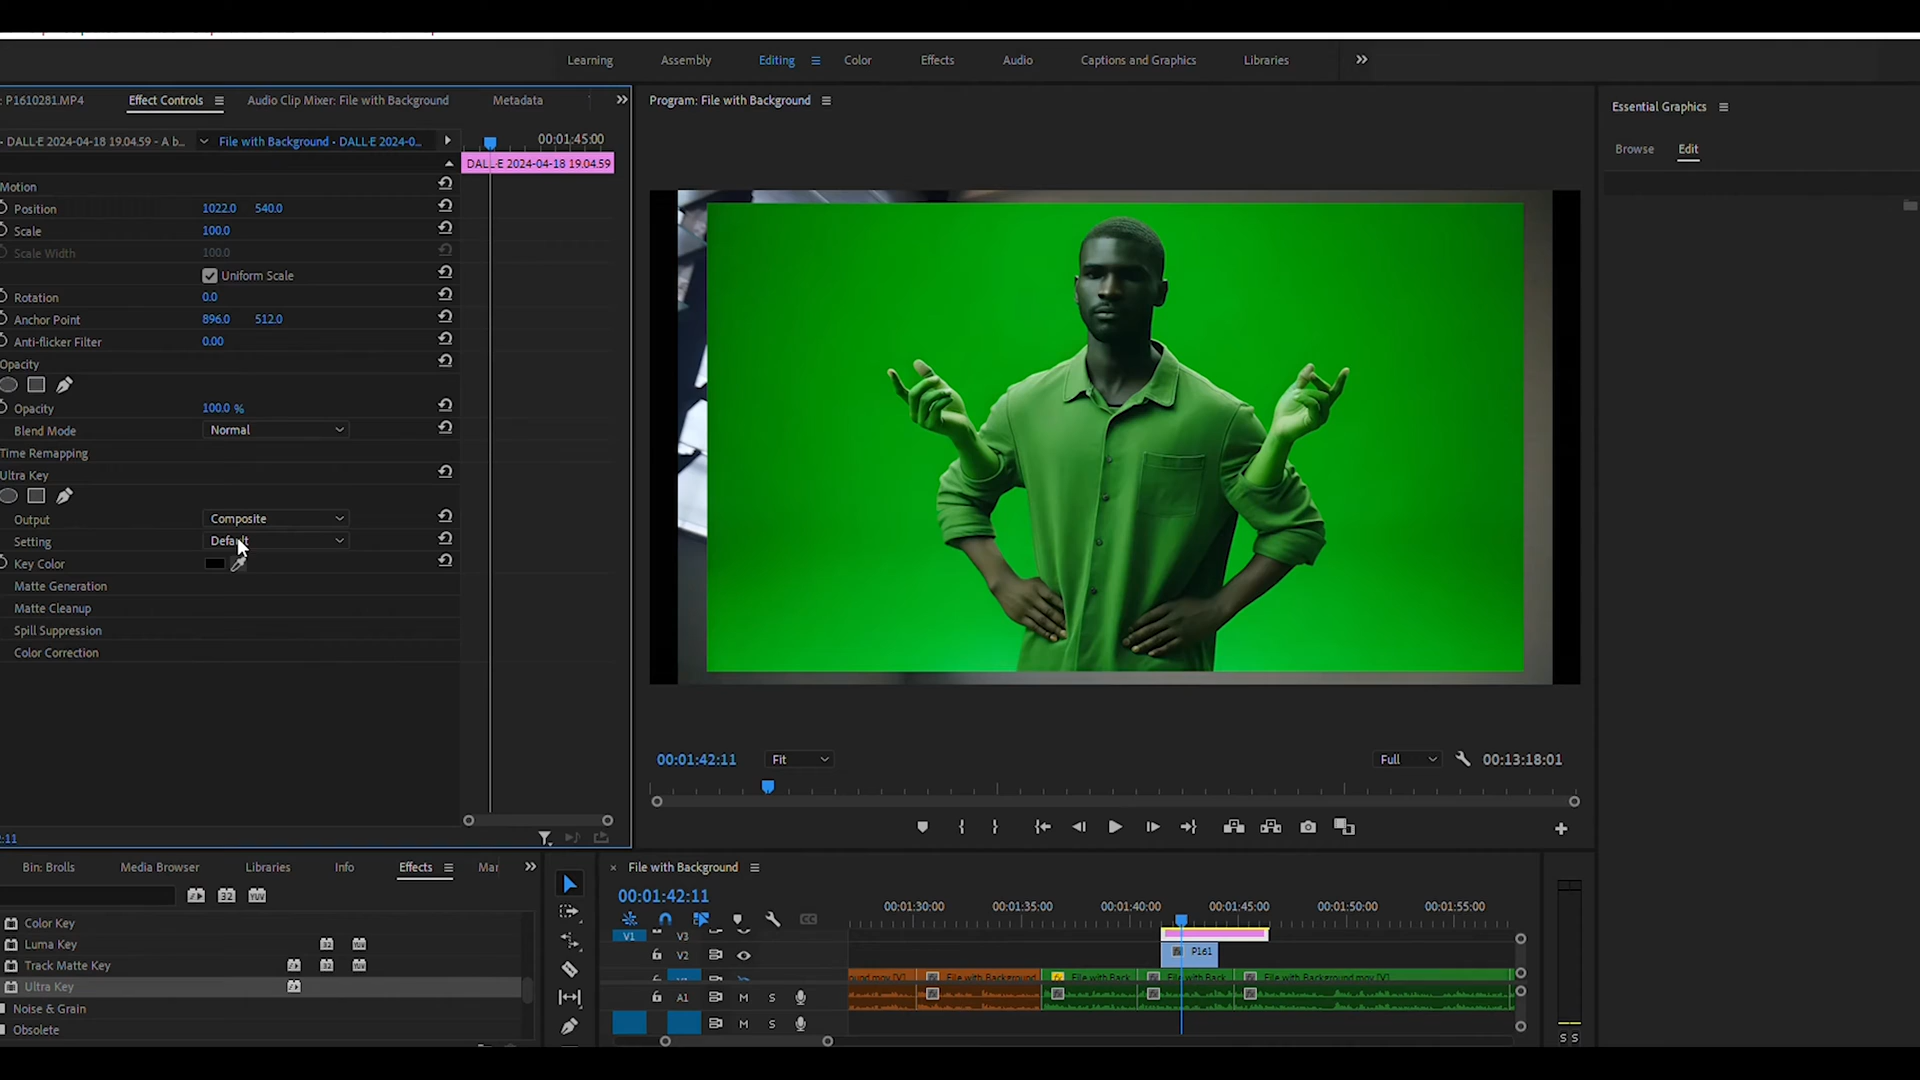 Learning Assembly Editing Color Effects Audio Captions and Graphics Libraries
: P1610281.MP4 Effect Controls Audio Clip Mixer: File with Background Metadata
Program: File with Background
Essential Graphics
- DALL·E 2024-04-18 19.04.59 - A b... File with Background - DALL·E 2024-0... 00:01:45:00
Browse Edit
DALL·E 2024-04-18 19.04.59
Motion
Position 1022.0 540.0
Scale 100.0
Scale Width 100.0
Uniform Scale
Rotation 0.0
Anchor Point 896.0 512.0
Anti-flicker Filter 0.00
Opacity
Opacity 100.0 %
Blend Mode Normal
Time Remapping
Ultra Key
Output Composite
Setting Default
Key Color
Matte Generation
Matte Cleanup
Spill Suppression
Color Correction
00:01:42:11 Fit Full 00:13:18:01
2:11
Bin: Brolls Media Browser Libraries Info Effects Mar
32 YUV
Color Key
Luma Key 32 YUV
Track Matte Key 32 YUV
Ultra Key
Noise & Grain
Obsolete
File with Background
00:01:42:11
00:01:30:00 00:01:35:00 00:01:40:00 00:01:45:00 00:01:50:00 00:01:55:00
CC
V1 V3
V2 P161
ound.mov [V] File with Background File with Back File with Back File with Background.mov [V]
A1 M S
M S
S S